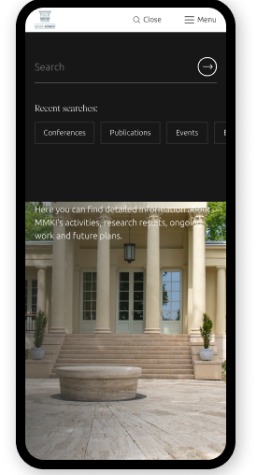 Close
Menu
Search
Recent searches:
Conferences
Publications
Events
Here you can find detailed information about
MMKI's activities, research results, ongoing
work and future plans.